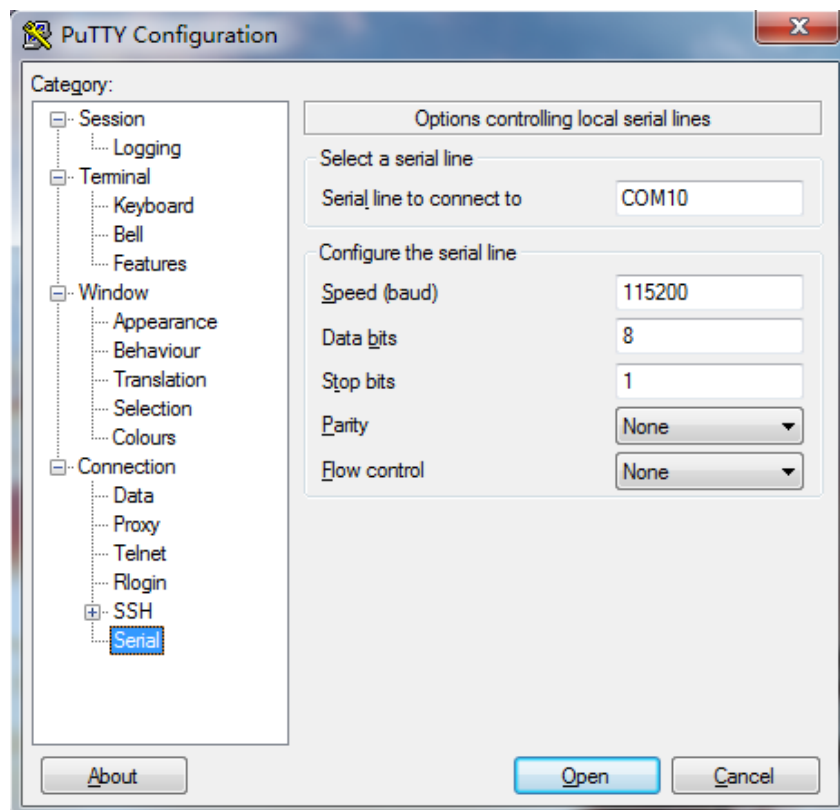 PuTTY Configuration
Category:
Session
Logging
Terminal
Keyboard
Bell
Features
Window
Appearance
Behaviour
Translation
Selection
Colours
Connection
Data
Proxy
Telnet
Rlogin
SSH
Serial
Options controlling local serial lines
Select a serial line
Serial line to connect to COM10
Configure the serial line
Speed (baud) 115200
Data bits 8
Stop bits 1
Parity None
Flow control None
About Open Cancel